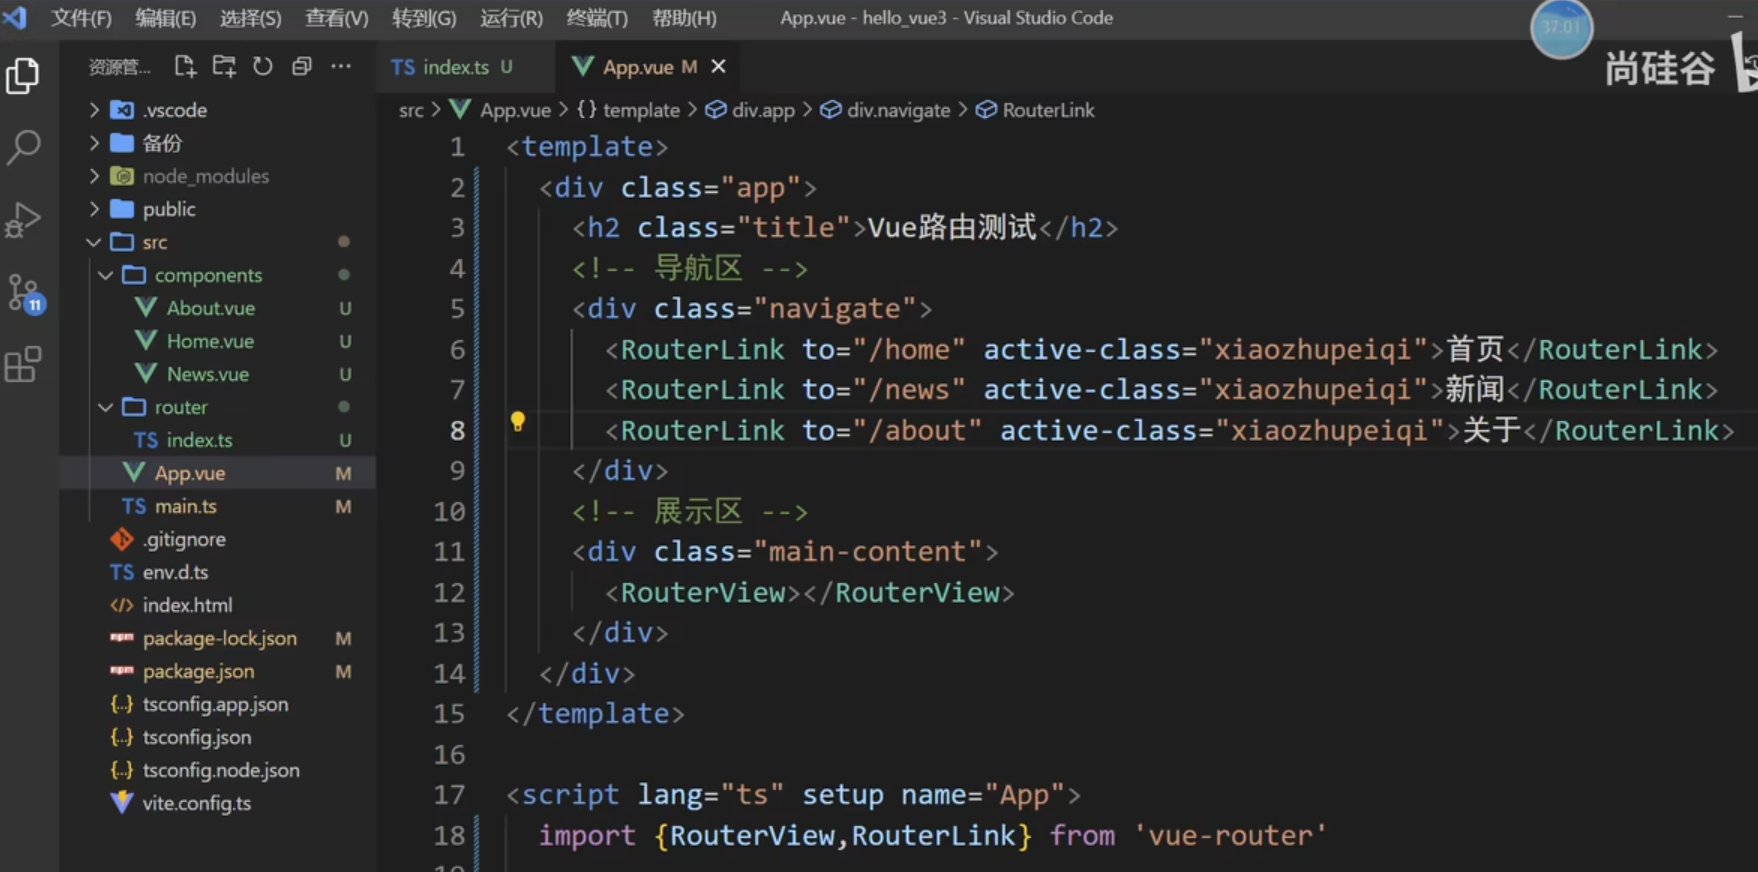 文件(F) 编辑(E) 选择(S) 查看(V) 转到(G) 运行(R) 终端(T) 帮助(H) App.vue - hello_vue3 - Visual Studio Code
37:01
尚硅谷
资源管...
TS index.ts U
App.vue M
src > App.vue > {} template > div.app > div.navigate > RouterLink
.vscode
备份
node_modules
public
src
components
About.vue U
Home.vue U
News.vue U
router
TS index.ts U
App.vue M
TS main.ts M
.gitignore
TS env.d.ts
index.html
package-lock.json M
package.json M
{..} tsconfig.app.json
{..} tsconfig.json
{..} tsconfig.node.json
vite.config.ts
11
1 <template>
2 <div class="app">
3 <h2 class="title">Vue路由测试</h2>
4 <!-- 导航区 -->
5 <div class="navigate">
6 <RouterLink to="/home" active-class="xiaozhupeiqi">首页</RouterLink>
7 <RouterLink to="/news" active-class="xiaozhupeiqi">新闻</RouterLink>
8 <RouterLink to="/about" active-class="xiaozhupeiqi">关于</RouterLink>
9 </div>
10 <!-- 展示区 -->
11 <div class="main-content">
12 <RouterView></RouterView>
13 </div>
14 </div>
15 </template>
16
17 <script lang="ts" setup name="App">
18 import {RouterView,RouterLink} from 'vue-router'